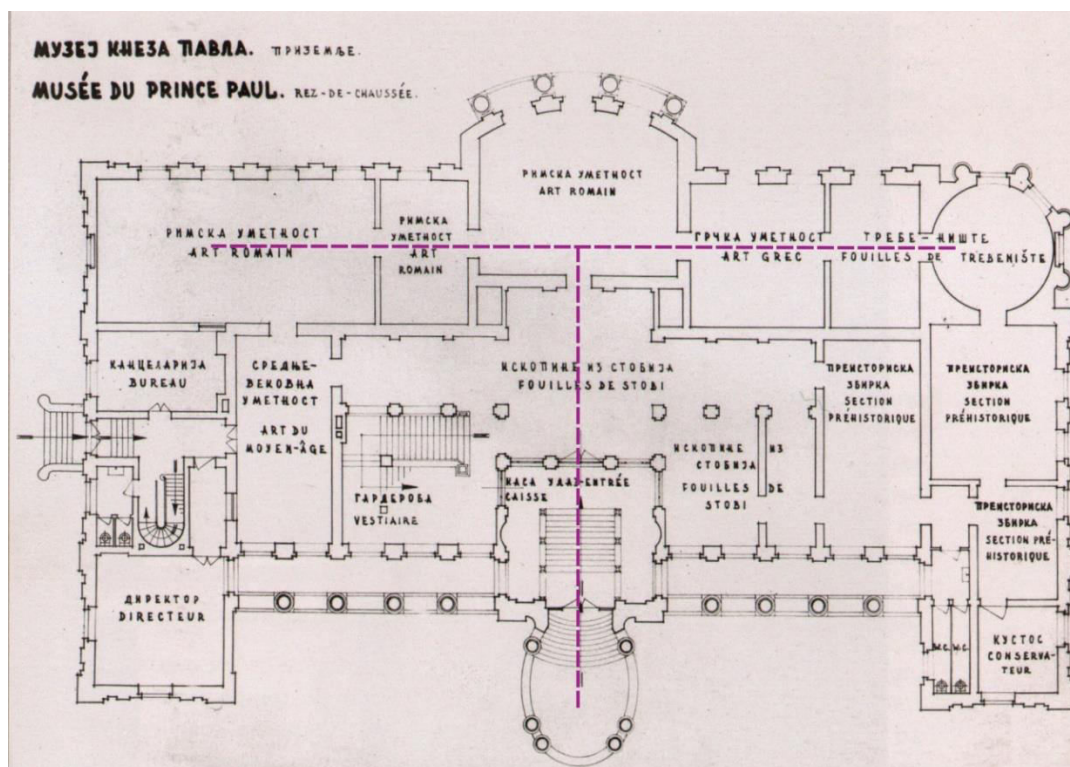 МУЗЕЈ КНЕЗА ПАВЛА. ПРИЗЕМЉЕ.
MUSÉE DU PRINCE PAUL. REZ-DE-CHAUSSÉE.
РИМСКА УМЕТНОСТ
ART ROMAIN
РИМСКА УМЕТНОСТ
ART ROMAIN
РИМСКА
УМЕТНОСТ
ART
ROMAIN
ГРЧКА УМЕТНОСТ
ART GREC
ТРЕБЕ-НИШТЕ
FOUILLES DE TREBENIŠTE
КАНЦЕЛАРИЈА
BUREAU
СРЕДЊЕ-
ВЕКОВНА
УМЕТНОСТ
ART DU
MOYEN-ÂGE
ИСКОПИНЕ ИЗ СТОБИЈА
FOUILLES DE STOBI
ПРЕИСТОРИСКА
ЗБИРКА
SECTION
PRÉHISTORIQUE
ПРЕИСТОРИСКА
ЗБИРКА
SECTION
PRÉHISTORIQUE
ИСКОПИНЕ ИЗ
СТОБИЈА
FOUILLES DE
STOBI
ГАРДЕРОБА
VESTIAIRE
КАСА УЛАЗ-ENTRÉE
CAISSE
ПРЕИСТОРИСКА
ЗБИРКА
SECTION PRÉ-
HISTORIQUE
ДИРЕКТОР
DIRECTEUR
W.C. W.C.
КУСТОС
CONSERVA-
TEUR